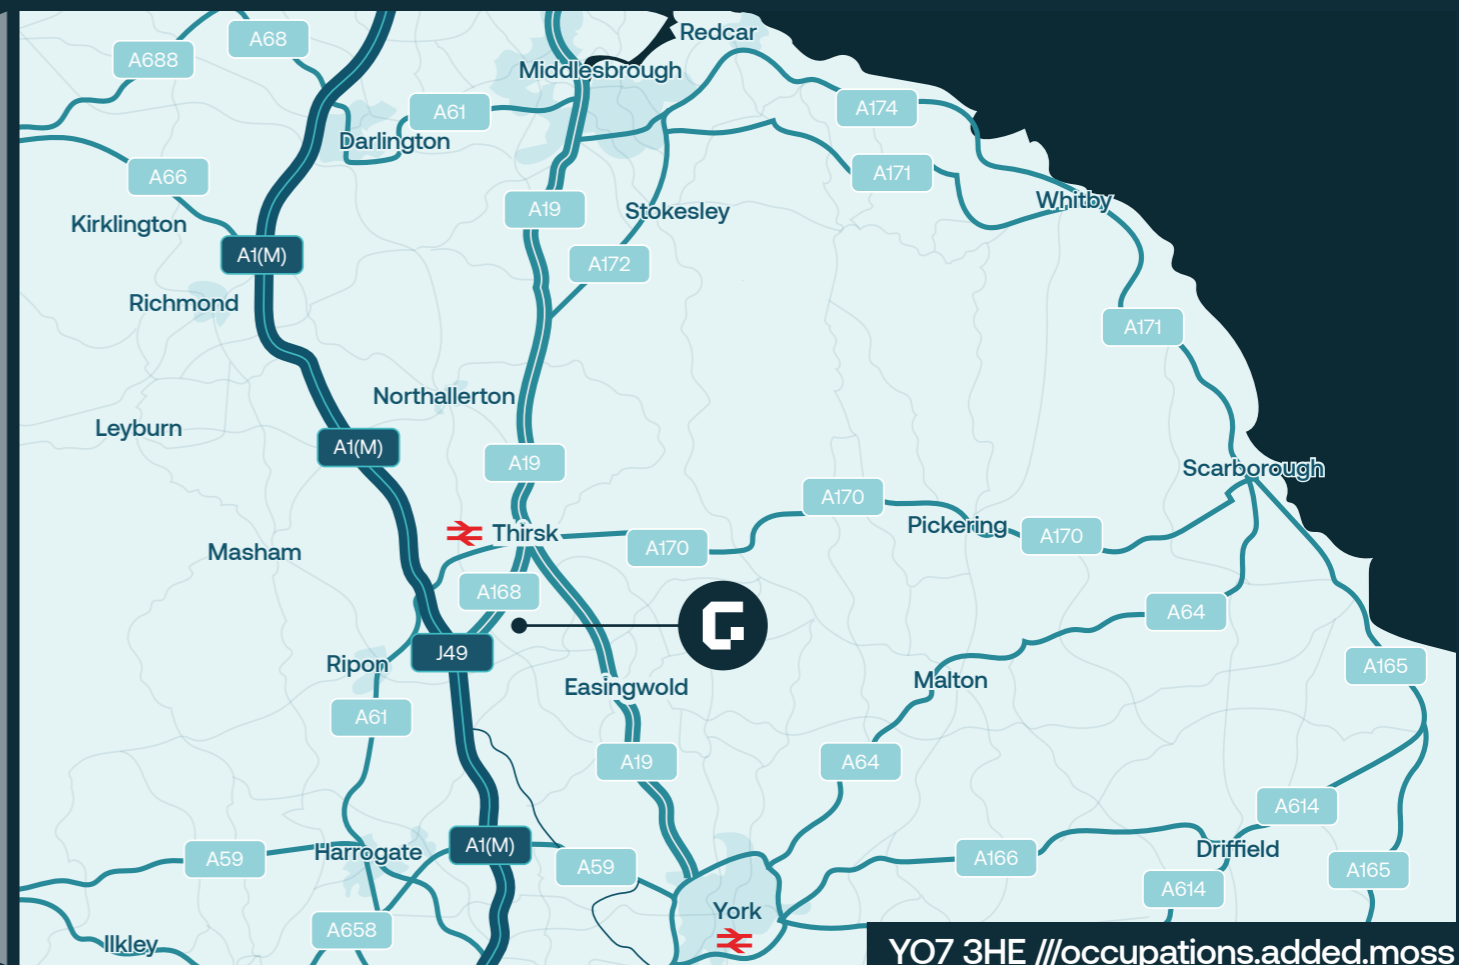 Redcar
A68
A688
Middlesbrough
A61
A174
Darlington
A66
A171
Whitby
A19
Stokesley
Kirklington
A1(M)
A172
Richmond
A171
Northallerton
Leyburn
A1(M)
A19
Scarborough
A170
Thirsk
Pickering
A170
A170
Masham
A168
A64
J49
Ripon
A165
Malton
Easingwold
A61
A19
A64
A614
A1(M)
Harrogate
Driffield
A59
A59
A166
A165
A614
York
A658
Ilkley
YO7 3HE ///occupations.added.moss